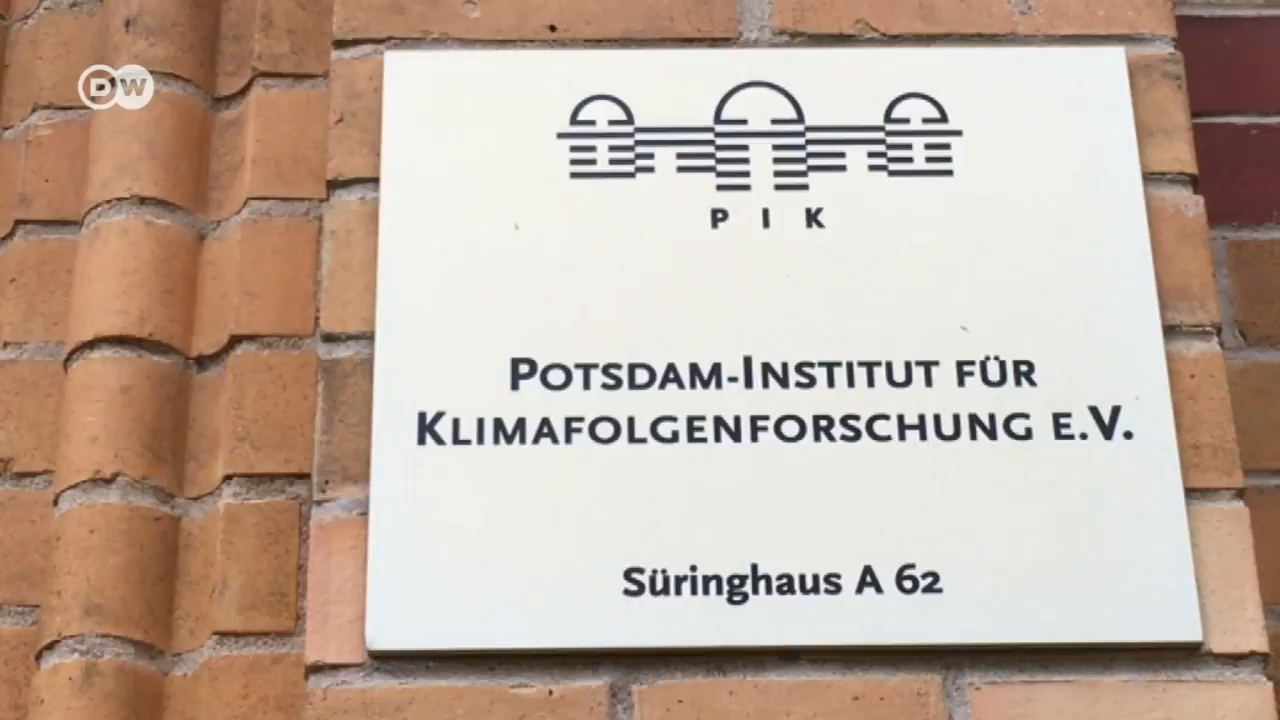 DW
PIK
POTSDAM-INSTITUT FÜR
KLIMAFOLGENFORSCHUNG E.V.
Süringhaus A 62